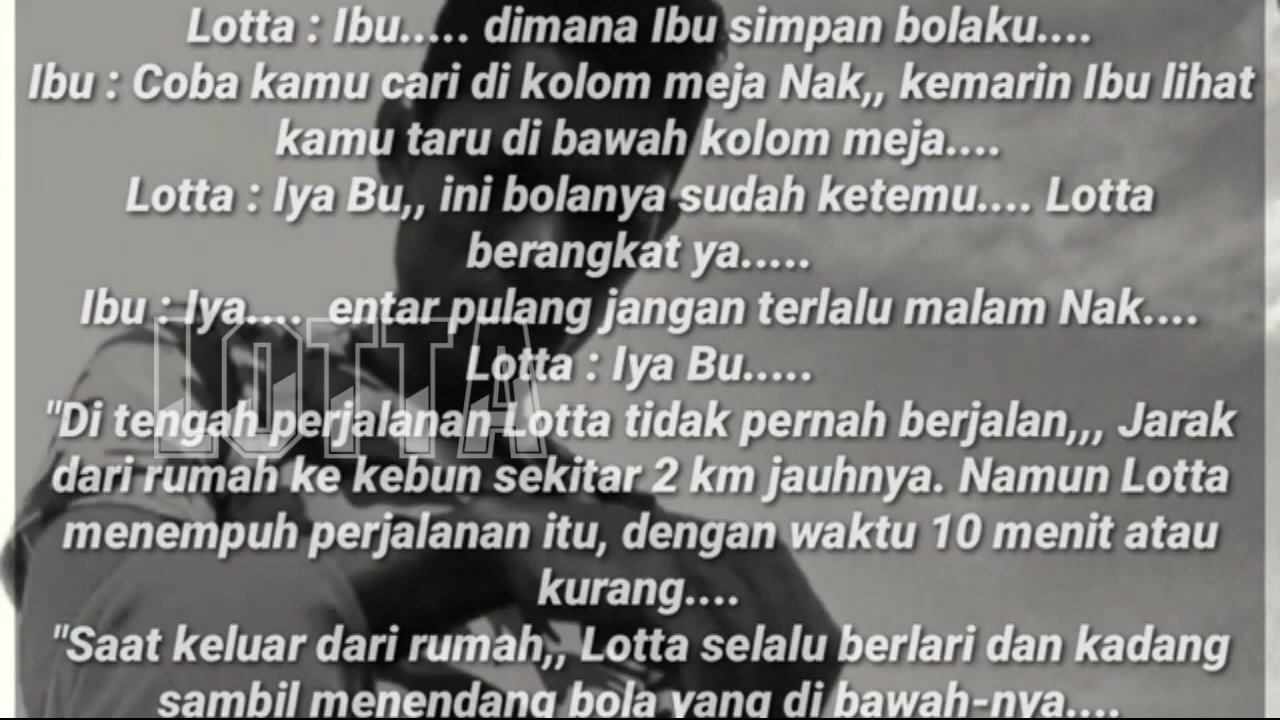 Lotta : Ibu..... dimana Ibu simpan bolaku....
Ibu : Coba kamu cari di kolom meja Nak,, kemarin Ibu lihat
kamu taru di bawah kolom meja....
Lotta : Iya Bu,, ini bolanya sudah ketemu.... Lotta
berangkat ya.....
Ibu : Iya.... entar pulang jangan terlalu malam Nak....
LOTTA
Lotta : Iya Bu.....
"Di tengah perjalanan Lotta tidak pernah berjalan,,, Jarak
dari rumah ke kebun sekitar 2 km jauhnya. Namun Lotta
menempuh perjalanan itu, dengan waktu 10 menit atau
kurang....
"Saat keluar dari rumah,, Lotta selalu berlari dan kadang
sambil menendang bola yang di bawah-nya....